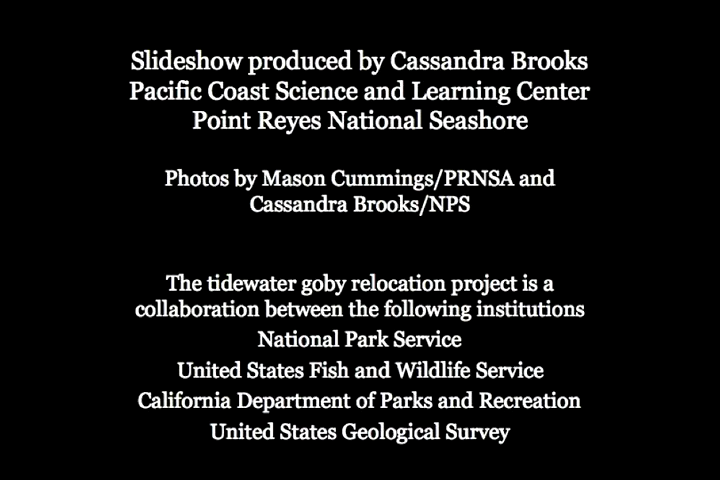 Slideshow produced by Cassandra Brooks
Pacific Coast Science and Learning Center
Point Reyes National Seashore
Photos by Mason Cummings/PRNSA and
Cassandra Brooks/NPS
The tidewater goby relocation project is a
collaboration between the following institutions
National Park Service
United States Fish and Wildlife Service
California Department of Parks and Recreation
United States Geological Survey